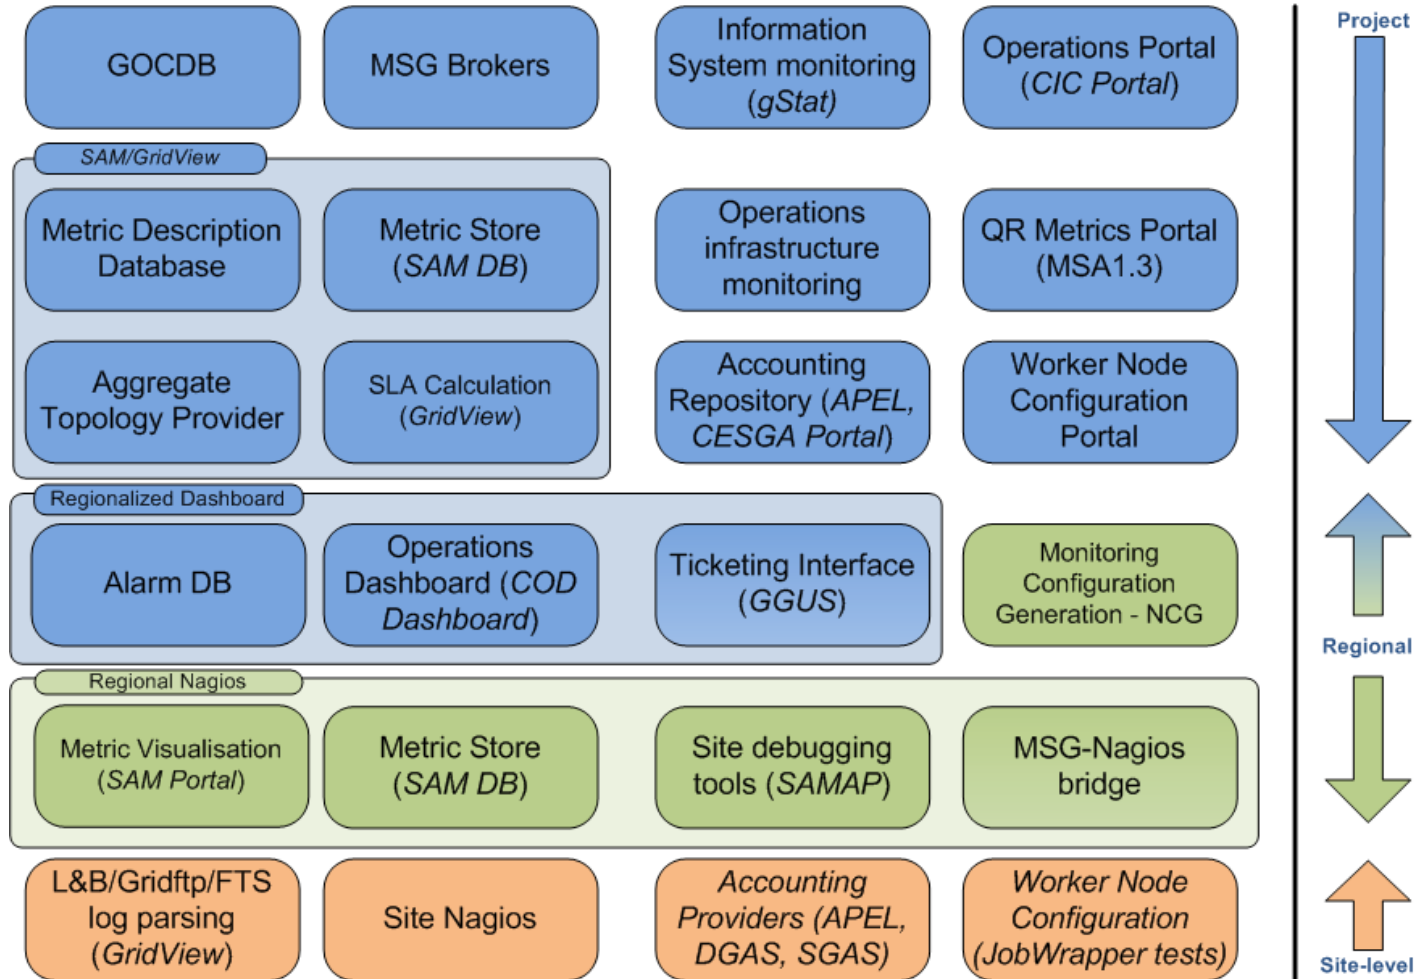 GOCDB
MSG Brokers
Information
System monitoring
(gStat)
Operations Portal
(CIC Portal)
Project
SAM/GridView
Metric Description
Database
Metric Store
(SAM DB)
Operations
infrastructure
monitoring
QR Metrics Portal
(MSA1.3)
Aggregate
Topology Provider
SLA Calculation
(GridView)
Accounting
Repository (APEL,
CESGA Portal)
Worker Node
Configuration
Portal
Regionalized Dashboard
Alarm DB
Operations
Dashboard (COD
Dashboard)
Ticketing Interface
(GGUS)
Monitoring
Configuration
Generation - NCG
Regional
Regional Nagios
Metric Visualisation
(SAM Portal)
Metric Store
(SAM DB)
Site debugging
tools (SAMAP)
MSG-Nagios
bridge
L&B/Gridftp/FTS
log parsing
(GridView)
Site Nagios
Accounting
Providers (APEL,
DGAS, SGAS)
Worker Node
Configuration
(JobWrapper tests)
Site-level